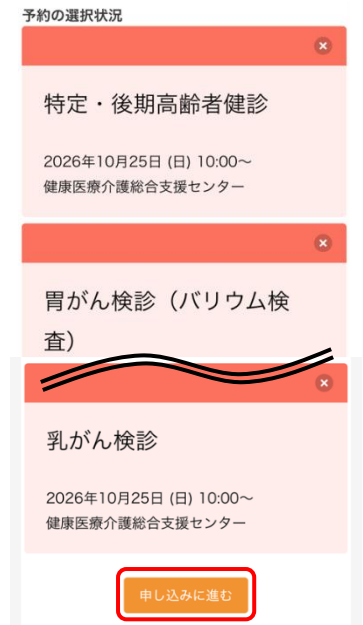 予約の選択状況
特定・後期高齢者健診
2026年10月25日 (日) 10:00～
健康医療介護総合支援センター
胃がん検診（バリウム検
査）
乳がん検診
2026年10月25日 (日) 10:00～
健康医療介護総合支援センター
申し込みに進む